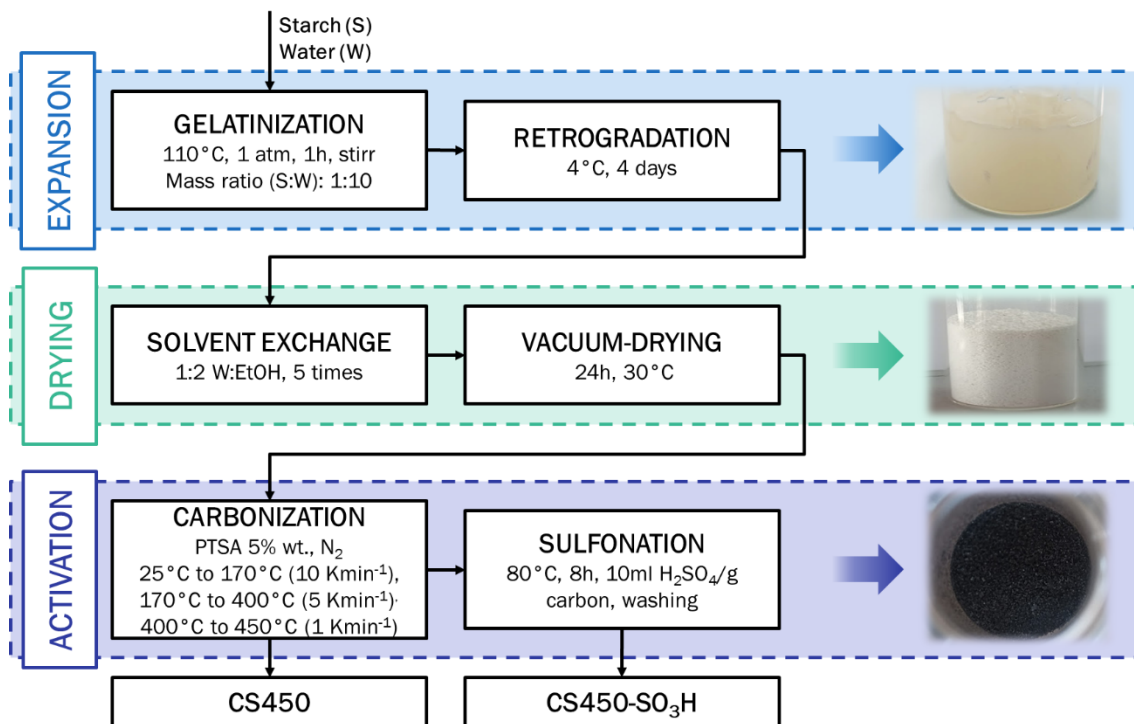 Starch (S)
Water (W)
EXPANSION
GELATINIZATION
110°C, 1 atm, 1h, stirr
Mass ratio (S:W): 1:10
RETROGRADATION
4°C, 4 days
DRYING
SOLVENT EXCHANGE
1:2 W:EtOH, 5 times
VACUUM-DRYING
24h, 30°C
ACTIVATION
CARBONIZATION
PTSA 5% wt., N₂
25°C to 170°C (10 Kmin⁻¹),
170°C to 400°C (5 Kmin⁻¹)·
400°C to 450°C (1 Kmin⁻¹)
SULFONATION
80°C, 8h, 10ml H₂SO₄/g
carbon, washing
CS450
CS450-SO₃H